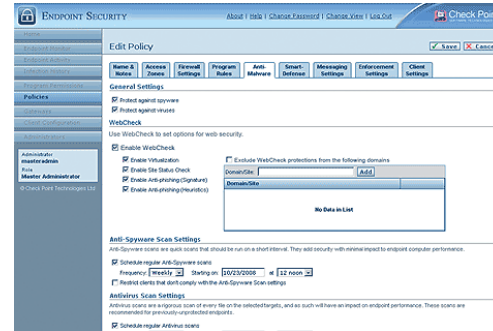 ENDPOINT SECURITY
About | Help | Change Password | Change View | Log Out
Check Poin
Home
Endpoint Monitor
Endpoint Activity
Infection History
Program Permissions
Policies
Gateways
Client Configuration
Administrators
Administrator
masteradmin
Role
Master Administrator
© Check Point Technologies Ltd
Edit Policy
Save
Cance
Name & Notes
Access Zones
Firewall Settings
Program Rules
Anti-Malware
Smart-Defense
Messaging Settings
Enforcement Settings
Client Settings
General Settings
Protect against spyware
Protect against viruses
WebCheck
Use WebCheck to set options for web security.
Enable WebCheck
Enable Virtualization
Enable Site Status Check
Enable Anti-phishing (Signature)
Enable Anti-phishing (Heuristics)
Exclude WebCheck protections from the following domains
Domain/Site:
Add
Domain/Site
No Data in List
Anti-Spyware Scan Settings
Anti-Spyware scans are quick scans that should be run on a short interval. They add security with minimal impact to endpoint computer performance.
Schedule regular Anti-Spyware scans
Frequency: Weekly Starting on: 10/23/2008 at 12 noon
Restrict clients that don't comply with the Anti-Spyware Scan settings
Antivirus Scan Settings
Antivirus scans are a rigorous scan of every file on the selected targets, and as such will have an impact on endpoint performance. These scans are
recommended for previously-unprotected endpoints.
Schedule regular Antivirus scans